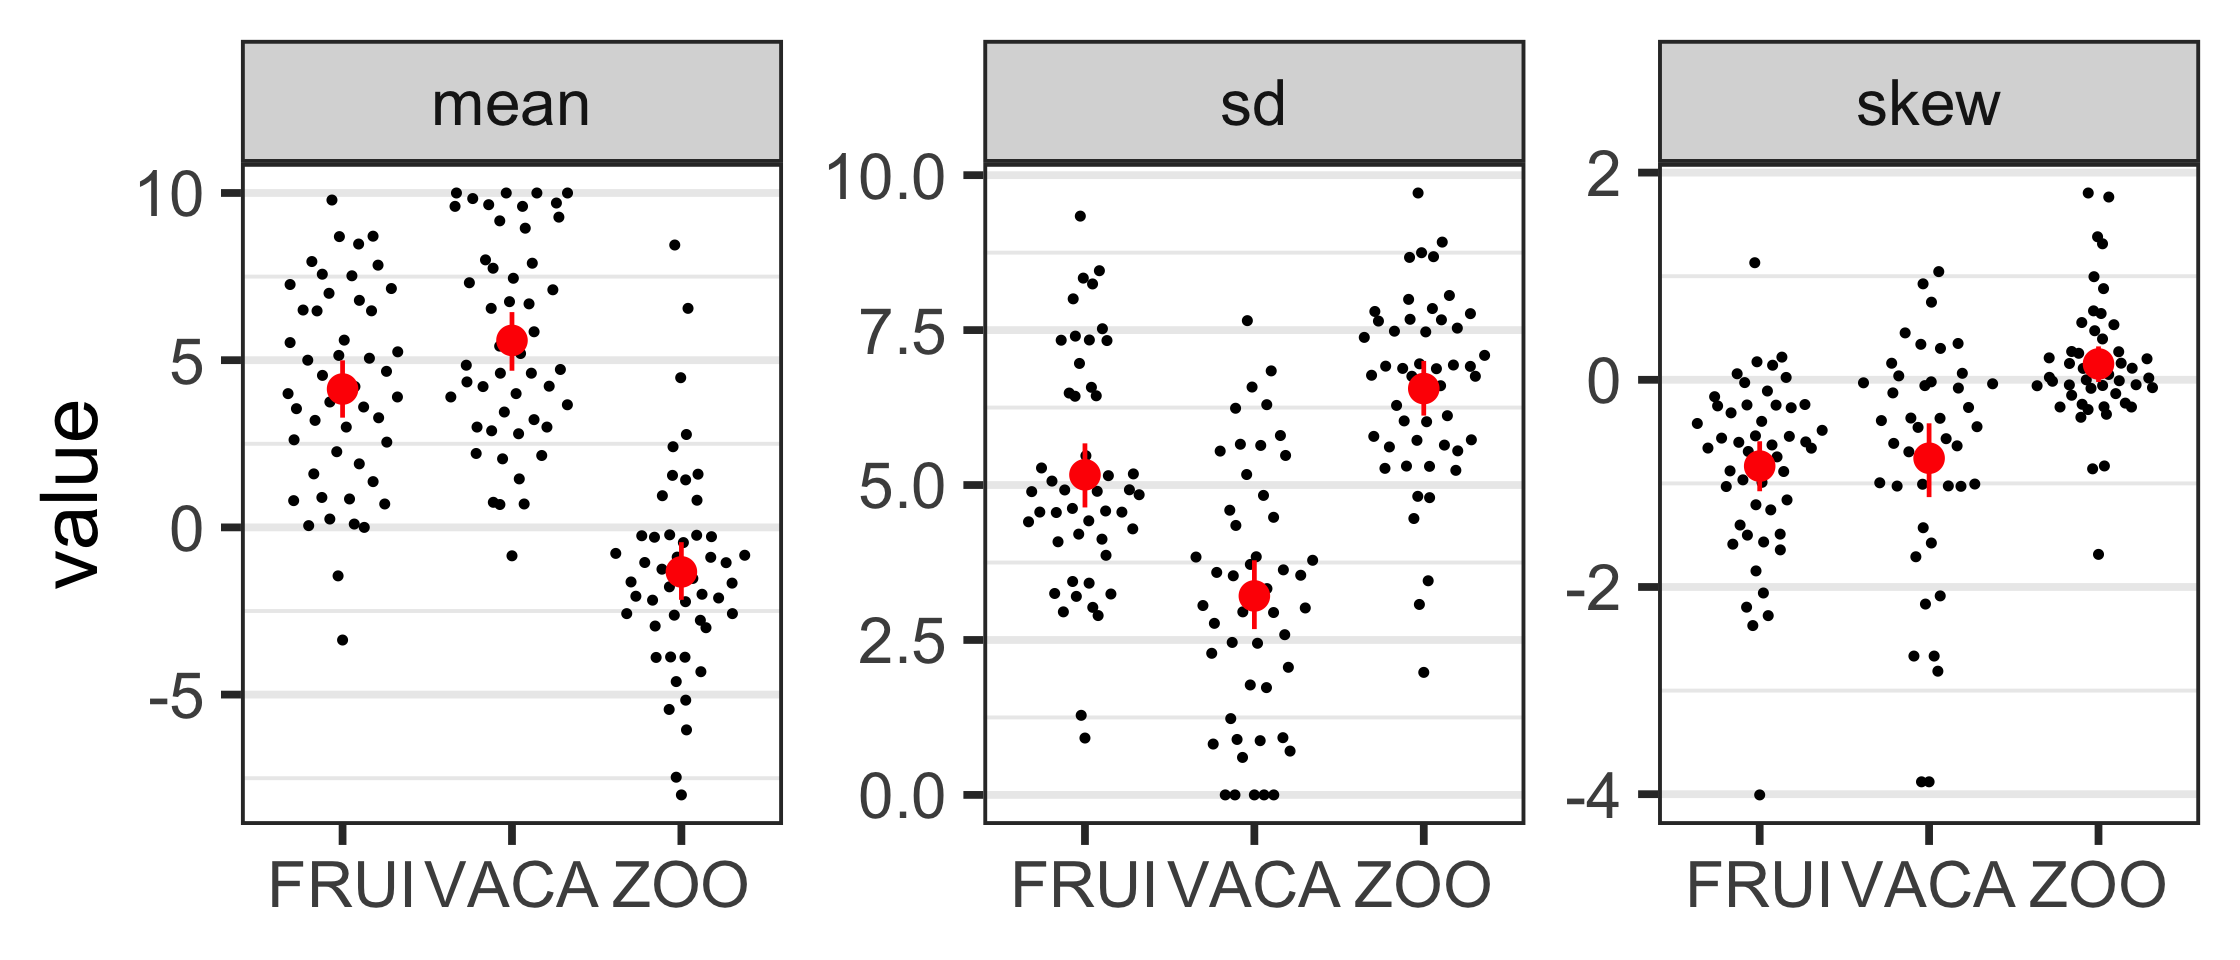 mean
sd
skew
value
10
5
0
-5
FRUI VACA ZOO
10.0
7.5
5.0
2.5
0.0
FRUI VACA ZOO
2
0
-2
-4
FRUI VACA ZOO